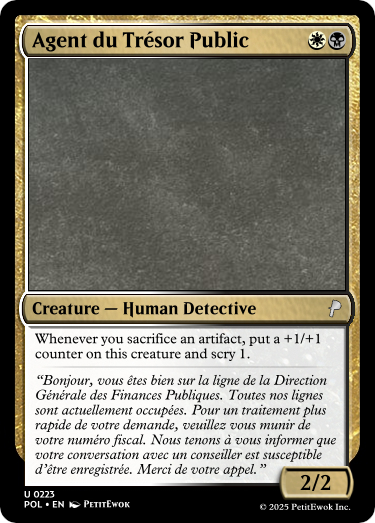 Agent du Trésor Public
Creature — Human Detective
Whenever you sacrifice an artifact, put a +1/+1
counter on this creature and scry 1.
“Bonjour, vous êtes bien sur la ligne de la Direction
Générale des Finances Publiques. Toutes nos lignes
sont actuellement occupées. Pour un traitement plus
rapide de votre demande, veuillez vous munir de
votre numéro fiscal. Nous tenons à vous informer que
votre conversation avec un conseiller est susceptible
d’être enregistrée. Merci de votre appel.”
2/2
U 0223
POL • EN PetitEwok
© 2025 PetitEwok Inc.